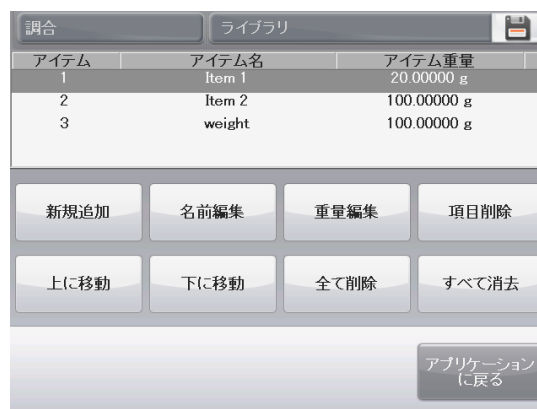 調合 ライブラリ
アイテム アイテム名 アイテム重量
1 Item 1 20.00000 g
2 Item 2 100.00000 g
3 weight 100.00000 g
新規追加 名前編集 重量編集 項目削除
上に移動 下に移動 全て削除 すべて消去
アプリケーション
に戻る